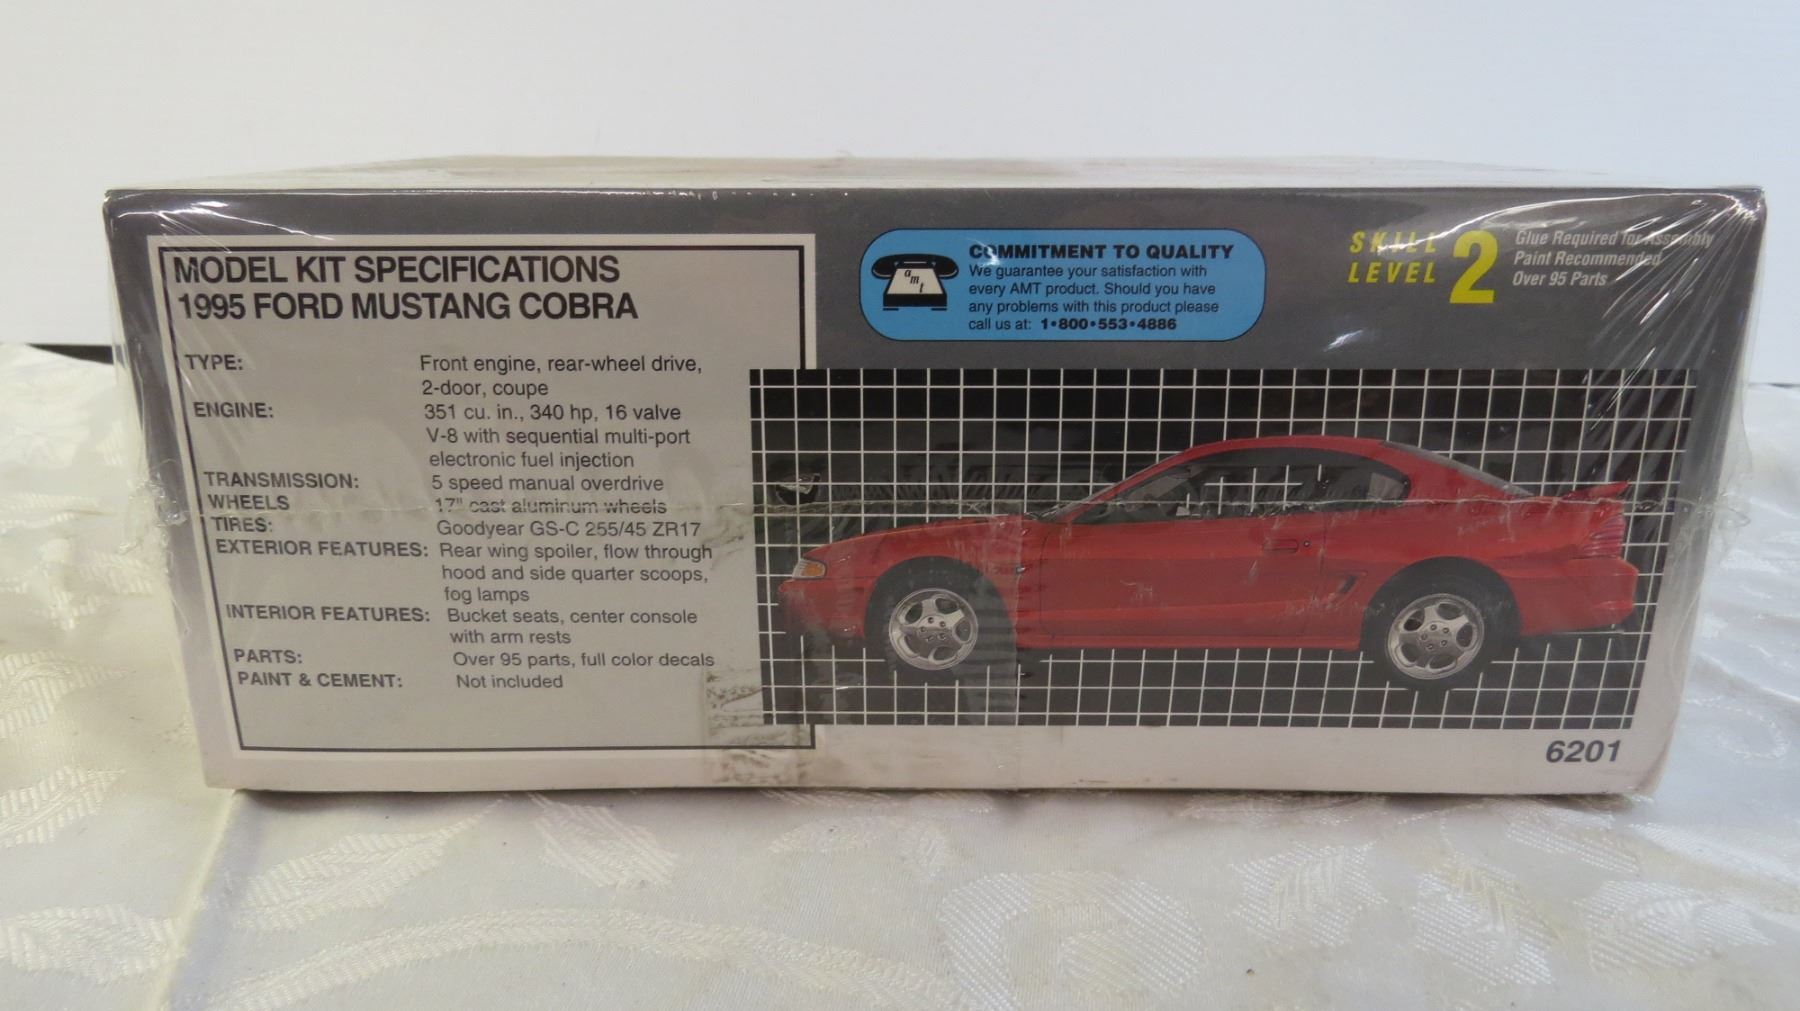 MODEL KIT SPECIFICATIONS
1995 FORD MUSTANG COBRA
TYPE: Front engine, rear-wheel drive,
2-door, coupe
ENGINE: 351 cu. in., 340 hp, 16 valve
V-8 with sequential multi-port
electronic fuel injection
TRANSMISSION: 5 speed manual overdrive
WHEELS 17" cast aluminum wheels
TIRES: Goodyear GS-C 255/45 ZR17
EXTERIOR FEATURES: Rear wing spoiler, flow through
hood and side quarter scoops,
fog lamps
INTERIOR FEATURES: Bucket seats, center console
with arm rests
PARTS: Over 95 parts, full color decals
PAINT & CEMENT: Not included
amt
COMMITMENT TO QUALITY
We guarantee your satisfaction with
every AMT product. Should you have
any problems with this product please
call us at: 1•800•553•4886
SKILL
LEVEL
2
Glue Required for Assembly
Paint Recommended
Over 95 Parts
6201